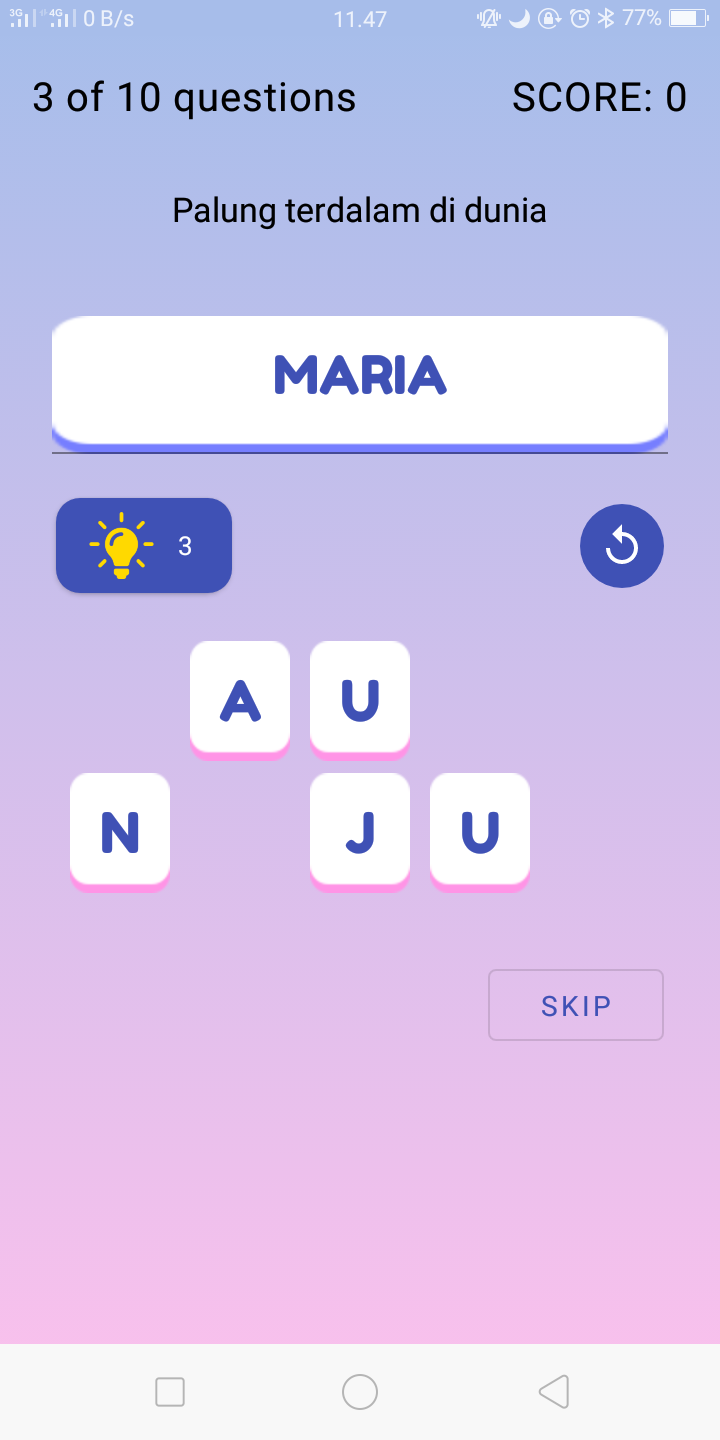 3G 4G 0 B/s 11.47 77%
3 of 10 questions SCORE: 0
Palung terdalam di dunia
MARIA
3
A U
N J U
SKIP